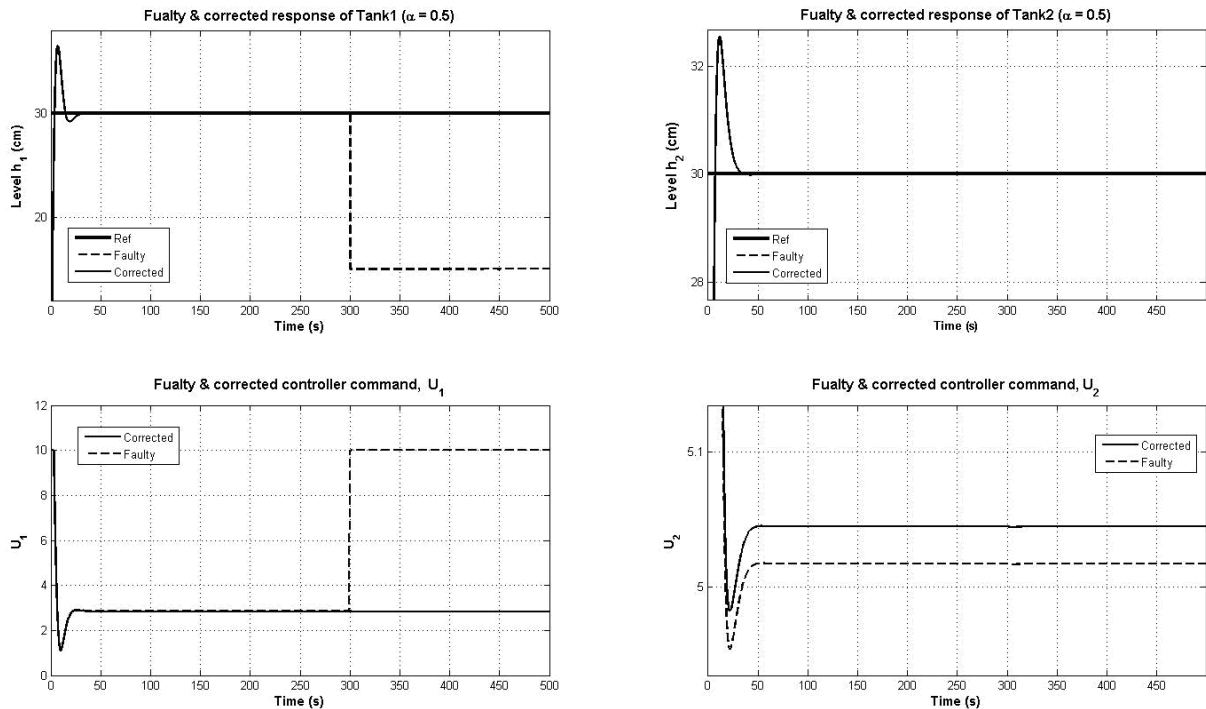 Fualty & corrected response of Tank1 (α = 0.5)
Level h1 (cm)
30
20
Ref
Faulty
Corrected
0 50 100 150 200 250 300 350 400 450 500
Time (s)
Fualty & corrected response of Tank2 (α = 0.5)
Level h2 (cm)
32
30
28
Ref
Faulty
Corrected
0 50 100 150 200 250 300 350 400 450
Time (s)
Fualty & corrected controller command, U1
U1
12
10
8
6
4
2
0
Corrected
Faulty
0 50 100 150 200 250 300 350 400 450 500
Time (s)
Fualty & corrected controller command, U2
U2
5.1
5
Corrected
Faulty
0 50 100 150 200 250 300 350 400 450
Time (s)